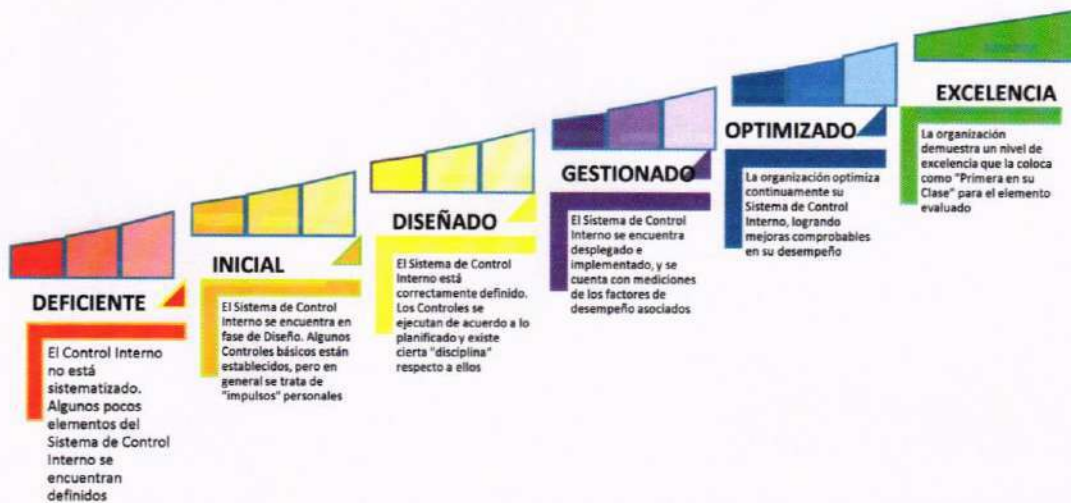 DEFICIENTE
El Control Interno
no está
sistematizado.
Algunos pocos
elementos del
Sistema de Control
Interno se
encuentran
definidos
INICIAL
El Sistema de Control
Interno se encuentra en
fase de Diseño. Algunos
Controles básicos están
establecidos, pero en
general se trata de
"impulsos" personales
DISEÑADO
El Sistema de Control
Interno está
correctamente definido.
Los Controles se
ejecutan de acuerdo a lo
planificado y existe
cierta "disciplina"
respecto a ellos
GESTIONADO
El Sistema de Control
Interno se encuentra
desplegado e
implementado, y se
cuenta con mediciones
de los factores de
desempeño asociados
OPTIMIZADO
La organización optimiza
continuamente su
Sistema de Control
Interno, logrando
mejoras comprobables
en su desempeño
EXCELENCIA
La organización
demuestra un nivel de
excelencia que la coloca
como "Primera en su
Clase" para el elemento
evaluado